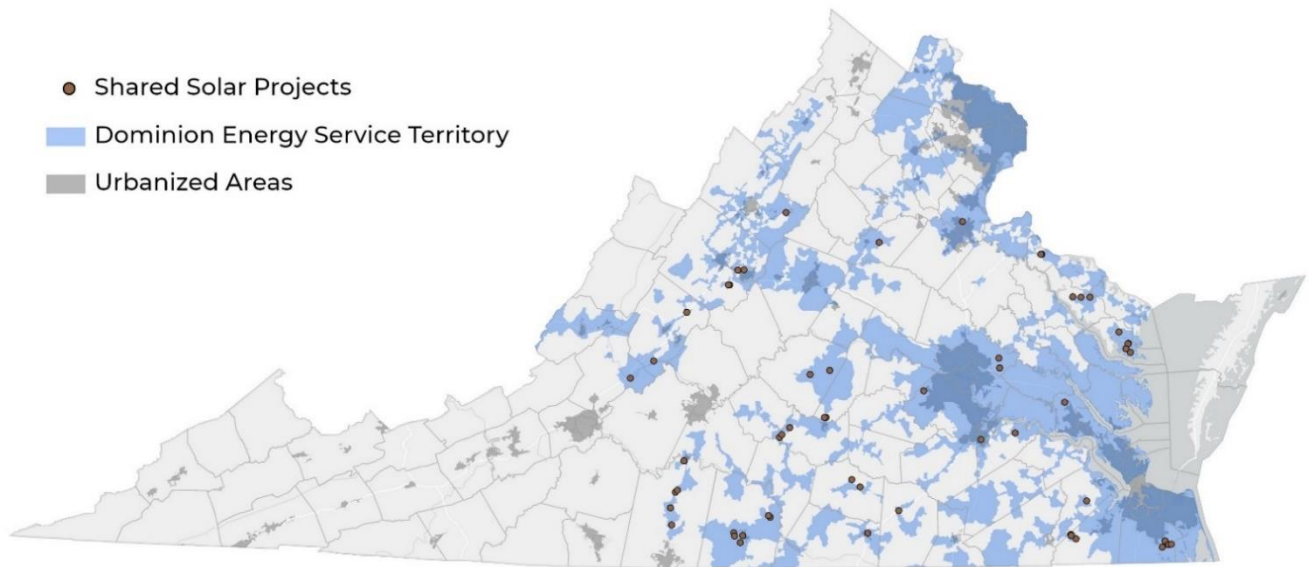 Shared Solar Projects
Dominion Energy Service Territory
Urbanized Areas